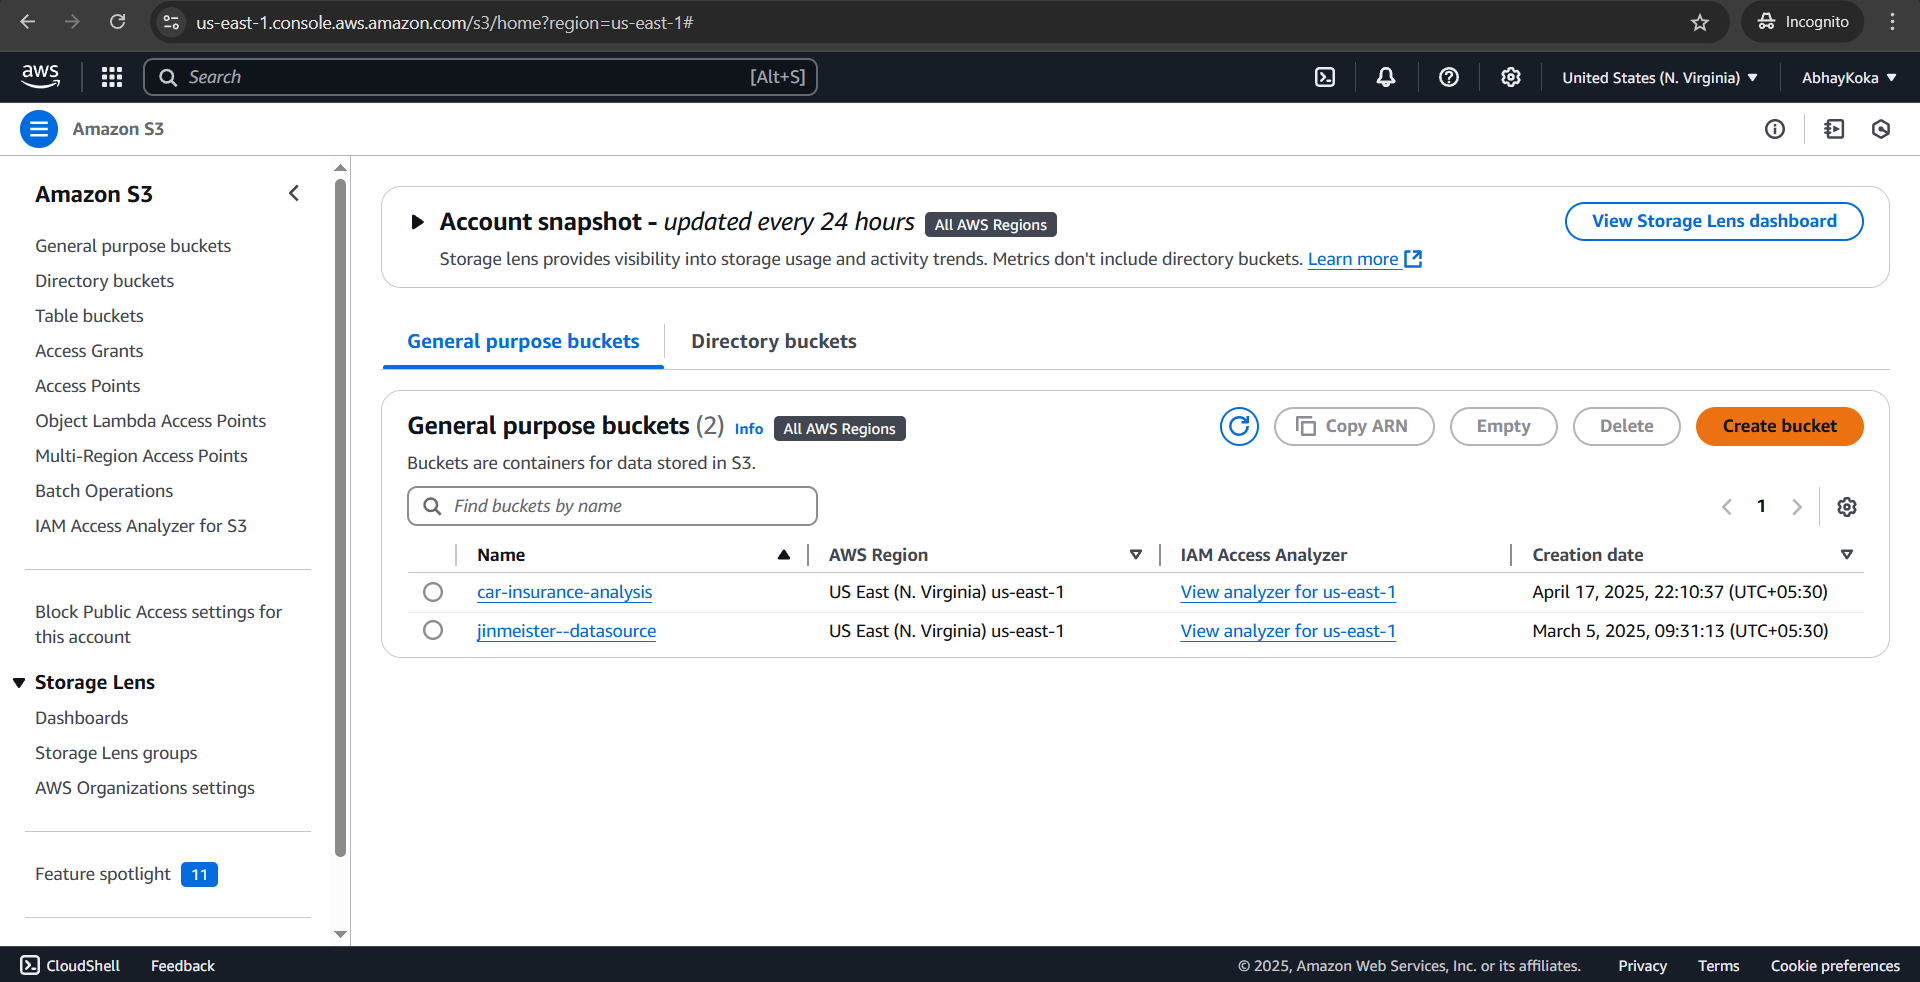 us-east-1.console.aws.amazon.com/s3/home?region=us-east-1#
Incognito
aws
Search
[Alt+S]
United States (N. Virginia)
AbhayKoka
Amazon S3
Amazon S3
General purpose buckets
Directory buckets
Table buckets
Access Grants
Access Points
Object Lambda Access Points
Multi-Region Access Points
Batch Operations
IAM Access Analyzer for S3
Block Public Access settings for
this account
Storage Lens
Dashboards
Storage Lens groups
AWS Organizations settings
Feature spotlight 11
Account snapshot - updated every 24 hours All AWS Regions
View Storage Lens dashboard
Storage lens provides visibility into storage usage and activity trends. Metrics don't include directory buckets. Learn more
General purpose buckets
Directory buckets
General purpose buckets (2) Info All AWS Regions
Copy ARN
Empty
Delete
Create bucket
Buckets are containers for data stored in S3.
Find buckets by name
1
Name AWS Region IAM Access Analyzer Creation date
car-insurance-analysis US East (N. Virginia) us-east-1 View analyzer for us-east-1 April 17, 2025, 22:10:37 (UTC+05:30)
jinmeister--datasource US East (N. Virginia) us-east-1 View analyzer for us-east-1 March 5, 2025, 09:31:13 (UTC+05:30)
CloudShell Feedback © 2025, Amazon Web Services, Inc. or its affiliates. Privacy Terms Cookie preferences